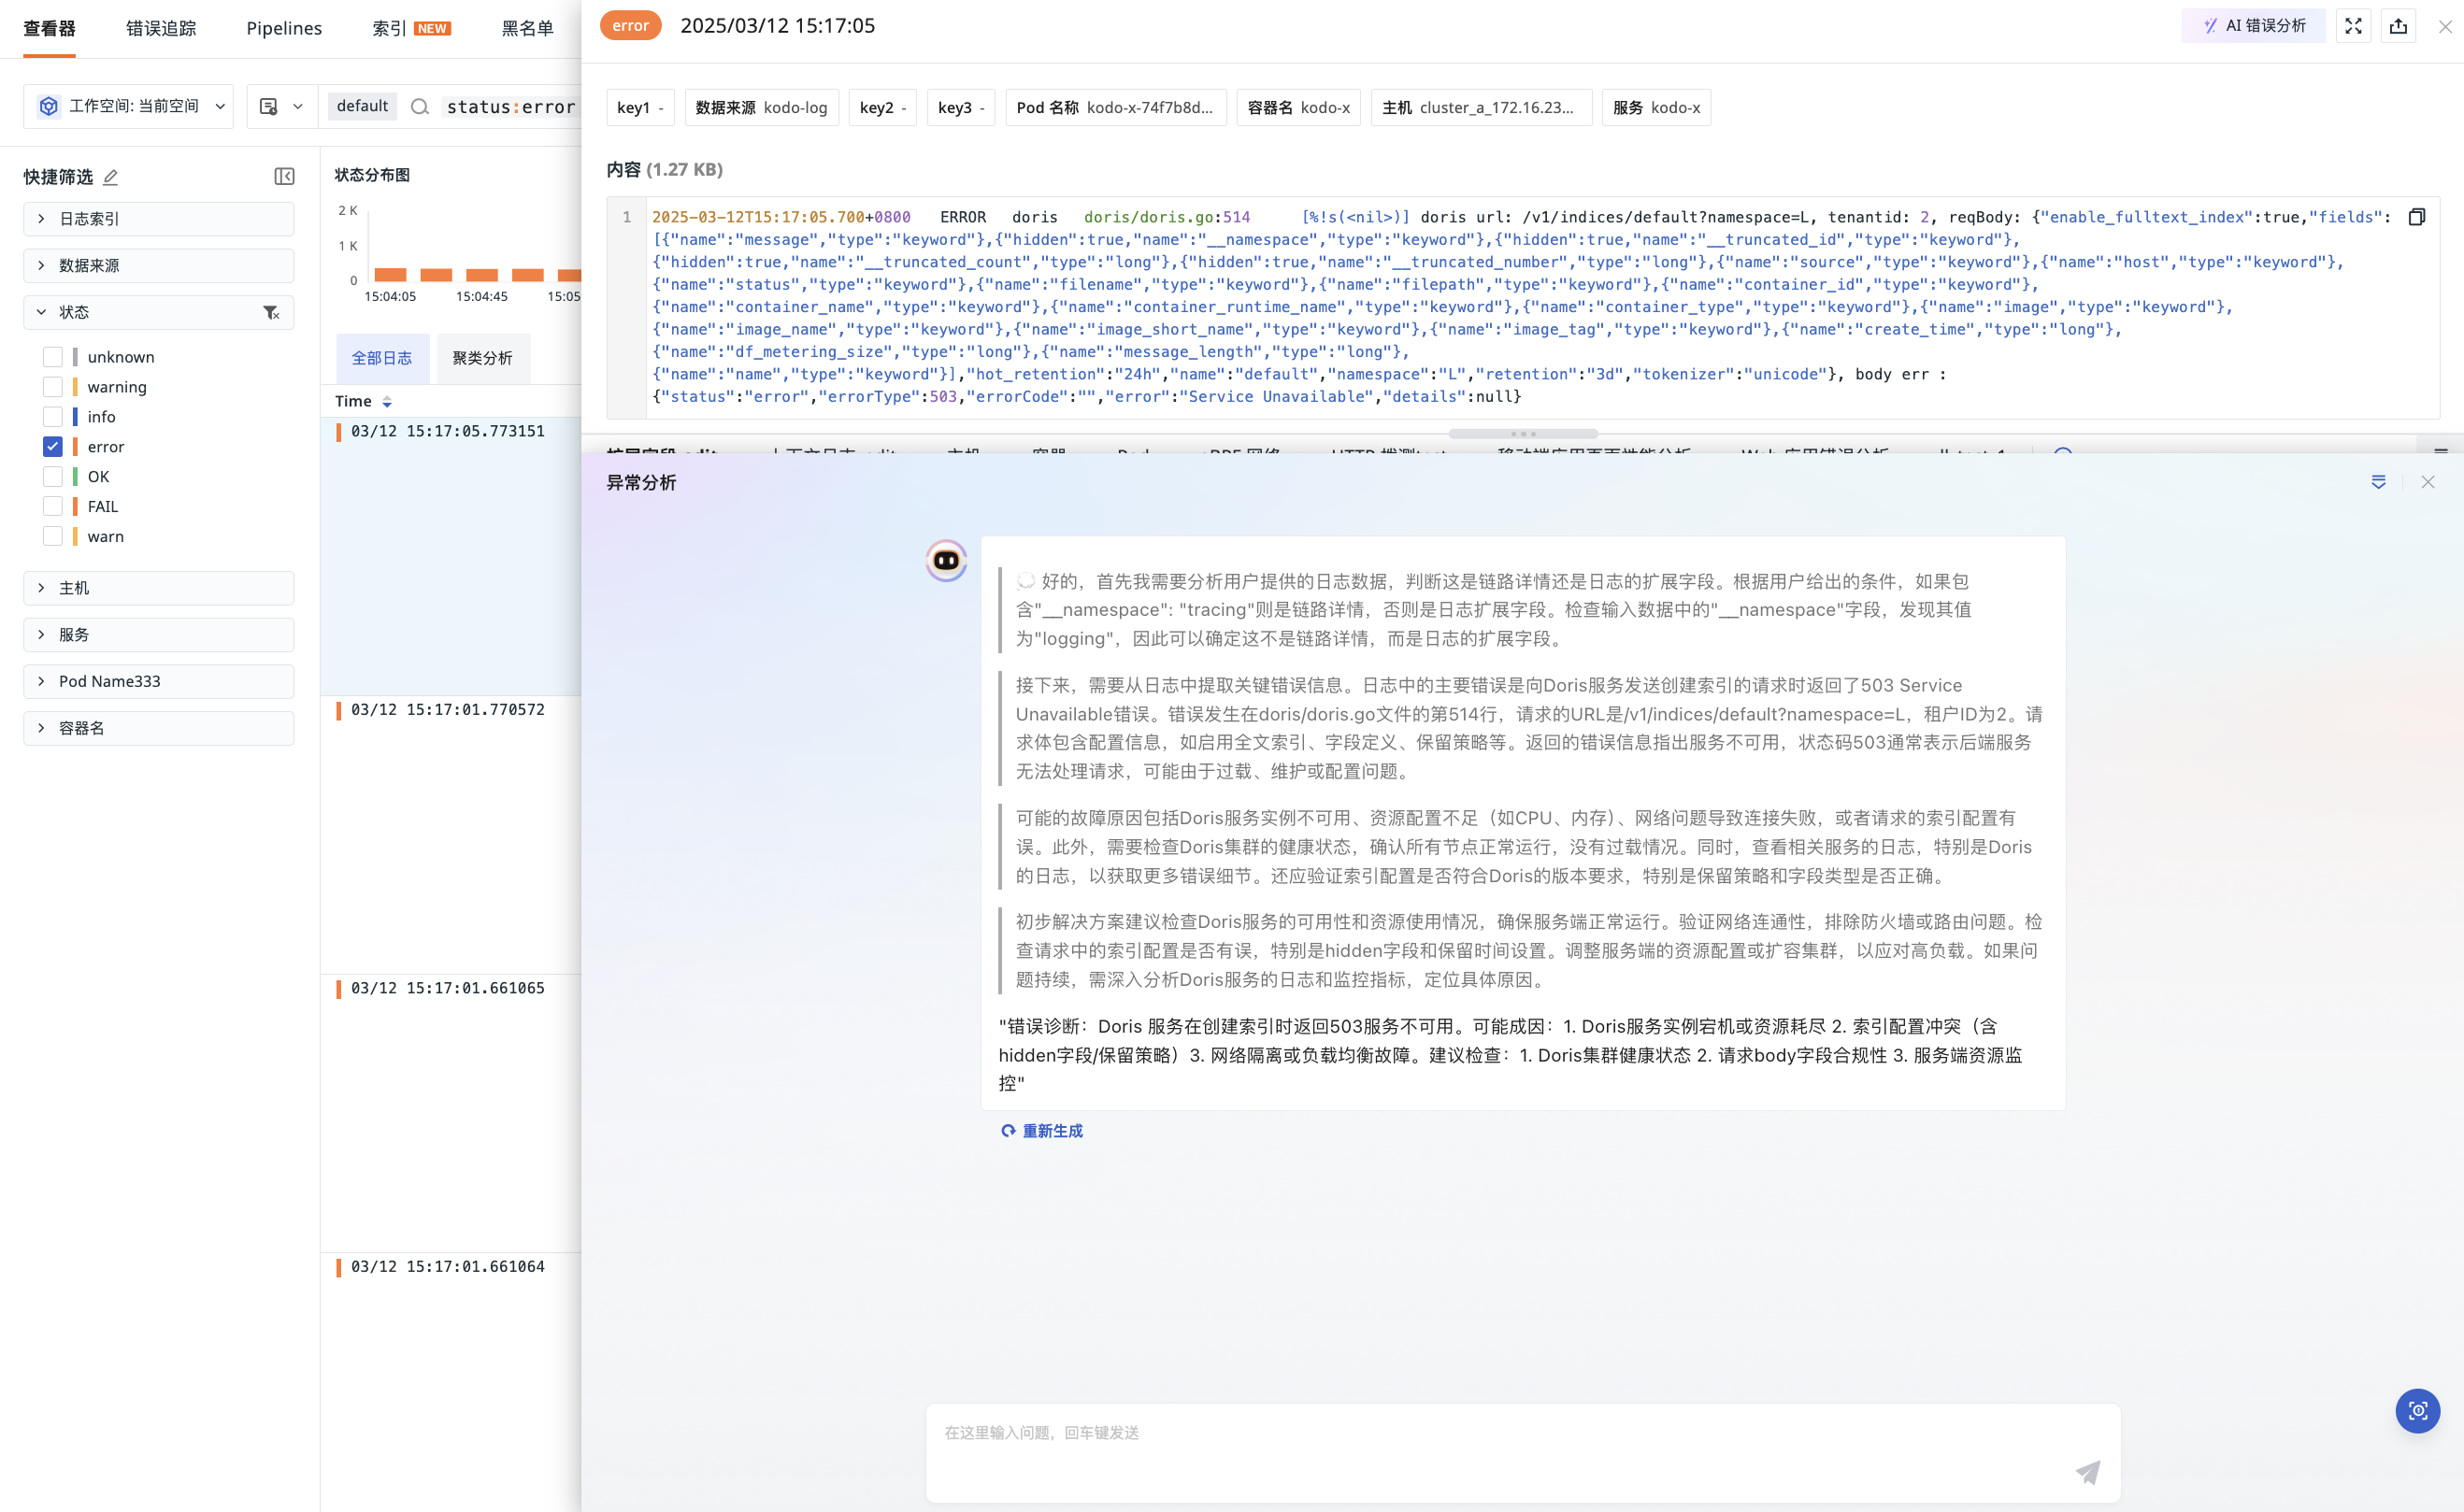 查看器 错误追踪 Pipelines 索引 NEW 黑名单
工作空间: 当前空间 default status:error
快捷筛选
日志索引
数据来源
状态
unknown
warning
info
error
OK
FAIL
warn
主机
服务
Pod Name333
容器名
状态分布图
2 K
1 K
0
15:04:05 15:04:45 15:05
全部日志 聚类分析
Time
03/12 15:17:05.773151
03/12 15:17:01.770572
03/12 15:17:01.661065
03/12 15:17:01.661064
error 2025/03/12 15:17:05 AI 错误分析
key1 - 数据来源 kodo-log key2 - key3 - Pod 名称 kodo-x-74f7b8d... 容器名 kodo-x 主机 cluster_a_172.16.23... 服务 kodo-x
内容 (1.27 KB)
1 2025-03-12T15:17:05.700+0800 ERROR doris doris/doris.go:514 [%!s(<nil>)] doris url: /v1/indices/default?namespace=L, tenantid: 2, reqBody: {"enable_fulltext_index":true,"fields":
[{"name":"message","type":"keyword"},{"hidden":true,"name":"__namespace","type":"keyword"},{"hidden":true,"name":"__truncated_id","type":"keyword"},
{"hidden":true,"name":"__truncated_count","type":"long"},{"hidden":true,"name":"__truncated_number","type":"long"},{"name":"source","type":"keyword"},{"name":"host","type":"keyword"},
{"name":"status","type":"keyword"},{"name":"filename","type":"keyword"},{"name":"filepath","type":"keyword"},{"name":"container_id","type":"keyword"},
{"name":"container_name","type":"keyword"},{"name":"container_runtime_name","type":"keyword"},{"name":"container_type","type":"keyword"},{"name":"image","type":"keyword"},
{"name":"image_name","type":"keyword"},{"name":"image_short_name","type":"keyword"},{"name":"image_tag","type":"keyword"},{"name":"create_time","type":"long"},
{"name":"df_metering_size","type":"long"},{"name":"message_length","type":"long"},
{"name":"name","type":"keyword"}],"hot_retention":"24h","name":"default","namespace":"L","retention":"3d","tokenizer":"unicode"}, body err :
{"status":"error","errorType":503,"errorCode":"","error":"Service Unavailable","details":null}
异常分析
好的，首先我需要分析用户提供的日志数据，判断这是链路详情还是日志的扩展字段。根据用户给出的条件，如果包
含"__namespace": "tracing"则是链路详情，否则是日志扩展字段。检查输入数据中的"__namespace"字段，发现其值
为"logging"，因此可以确定这不是链路详情，而是日志的扩展字段。
接下来，需要从日志中提取关键错误信息。日志中的主要错误是向Doris服务发送创建索引的请求时返回了503 Service
Unavailable错误。错误发生在doris/doris.go文件的第514行，请求的URL是/v1/indices/default?namespace=L，租户ID为2。请
求体包含配置信息，如启用全文索引、字段定义、保留策略等。返回的错误信息指出服务不可用，状态码503通常表示后端服务
无法处理请求，可能由于过载、维护或配置问题。
可能的故障原因包括Doris服务实例不可用、资源配置不足（如CPU、内存）、网络问题导致连接失败，或者请求的索引配置有
误。此外，需要检查Doris集群的健康状态，确认所有节点正常运行，没有过载情况。同时，查看相关服务的日志，特别是Doris
的日志，以获取更多错误细节。还应验证索引配置是否符合Doris的版本要求，特别是保留策略和字段类型是否正确。
初步解决方案建议检查Doris服务的可用性和资源使用情况，确保服务端正常运行。验证网络连通性，排除防火墙或路由问题。检
查请求中的索引配置是否有误，特别是hidden字段和保留时间设置。调整服务端的资源配置或扩容集群，以应对高负载。如果问
题持续，需深入分析Doris服务的日志和监控指标，定位具体原因。
"错误诊断：Doris 服务在创建索引时返回503服务不可用。可能成因：1. Doris服务实例宕机或资源耗尽 2. 索引配置冲突（含
hidden字段/保留策略）3. 网络隔离或负载均衡故障。建议检查：1. Doris集群健康状态 2. 请求body字段合规性 3. 服务端资源监
控"
重新生成
在这里输入问题，回车键发送